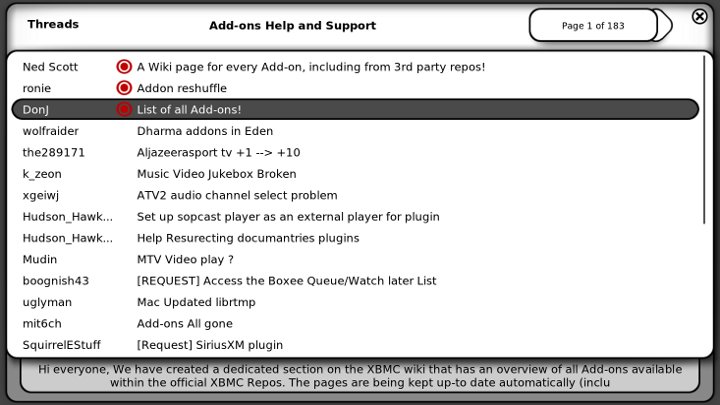 Threads Add-ons Help and Support Page 1 of 183
Ned Scott A Wiki page for every Add-on, including from 3rd party repos!
ronie Addon reshuffle
DonJ List of all Add-ons!
wolfraider Dharma addons in Eden
the289171 Aljazeerasport tv +1 --> +10
k_zeon Music Video Jukebox Broken
xgeiwj ATV2 audio channel select problem
Hudson_Hawk... Set up sopcast player as an external player for plugin
Hudson_Hawk... Help Resurecting documantries plugins
Mudin MTV Video play ?
boognish43 [REQUEST] Access the Boxee Queue/Watch later List
uglyman Mac Updated librtmp
mit6ch Add-ons All gone
SquirrelEStuff [Request] SiriusXM plugin
Hi everyone, We have created a dedicated section on the XBMC wiki that has an overview of all Add-ons available
within the official XBMC Repos. The pages are being kept up-to date automatically (inclu